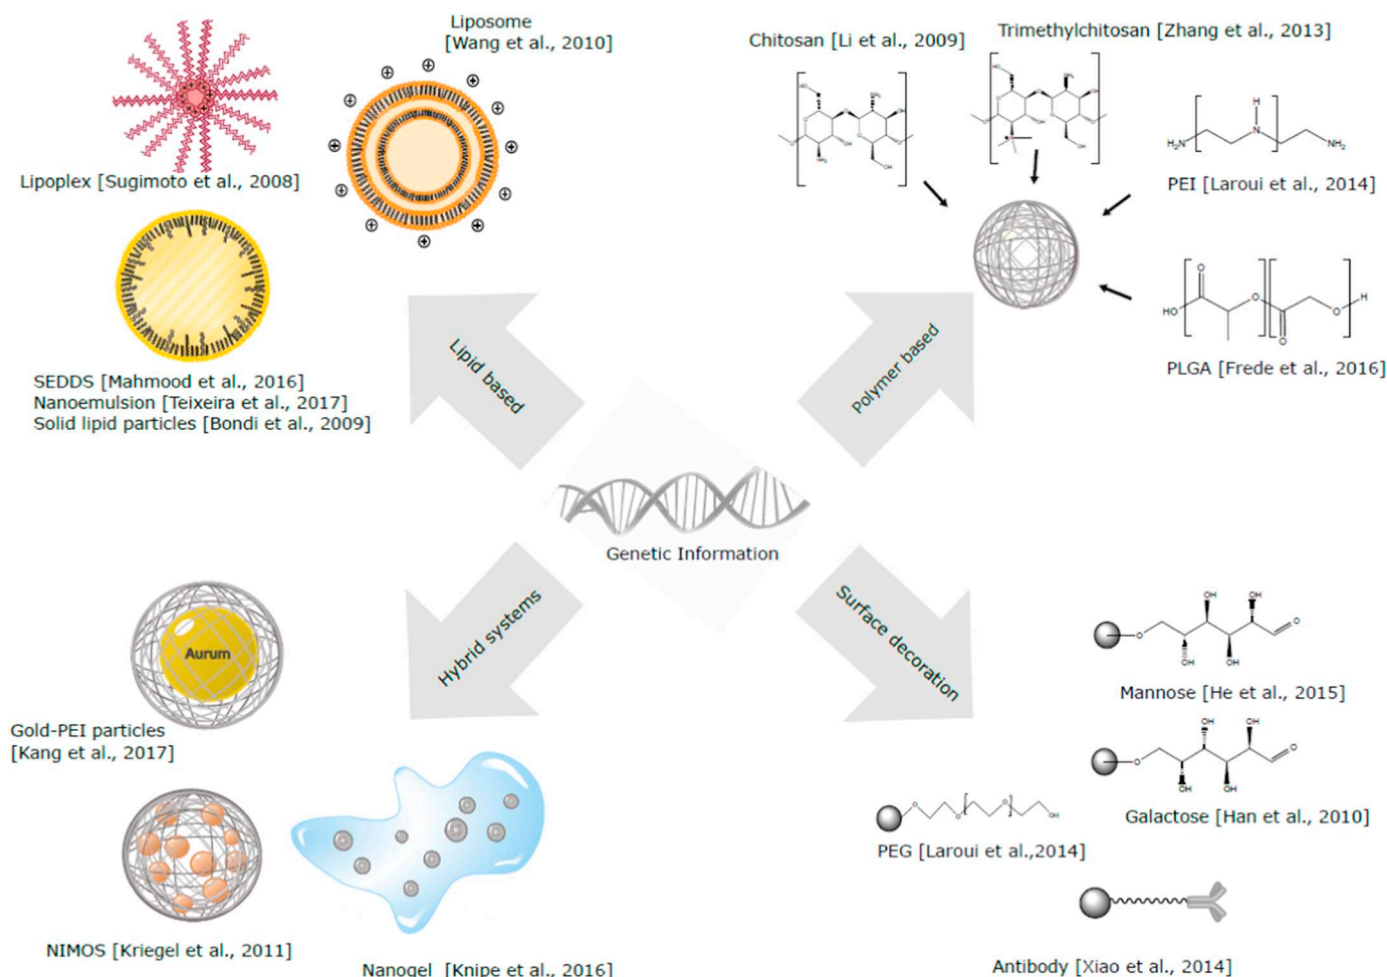 Liposome
[Wang et al., 2010]
Lipoplex [Sugimoto et al., 2008]
SEDDS [Mahmood et al., 2016]
Nanoemulsion [Teixeira et al., 2017]
Solid lipid particles [Bondi et al., 2009]
Lipid based
Chitosan [Li et al., 2009]
Trimethylchitosan [Zhang et al., 2013]
PEI [Laroui et al., 2014]
PLGA [Frede et al., 2016]
Polymer based
Genetic Information
Hybrid systems
Aurum
Gold-PEI particles
[Kang et al., 2017]
NIMOS [Kriegel et al., 2011]
Nanogel [Knipe et al., 2016]
Surface decoration
Mannose [He et al., 2015]
Galactose [Han et al., 2010]
PEG [Laroui et al.,2014]
Antibody [Xiao et al., 2014]